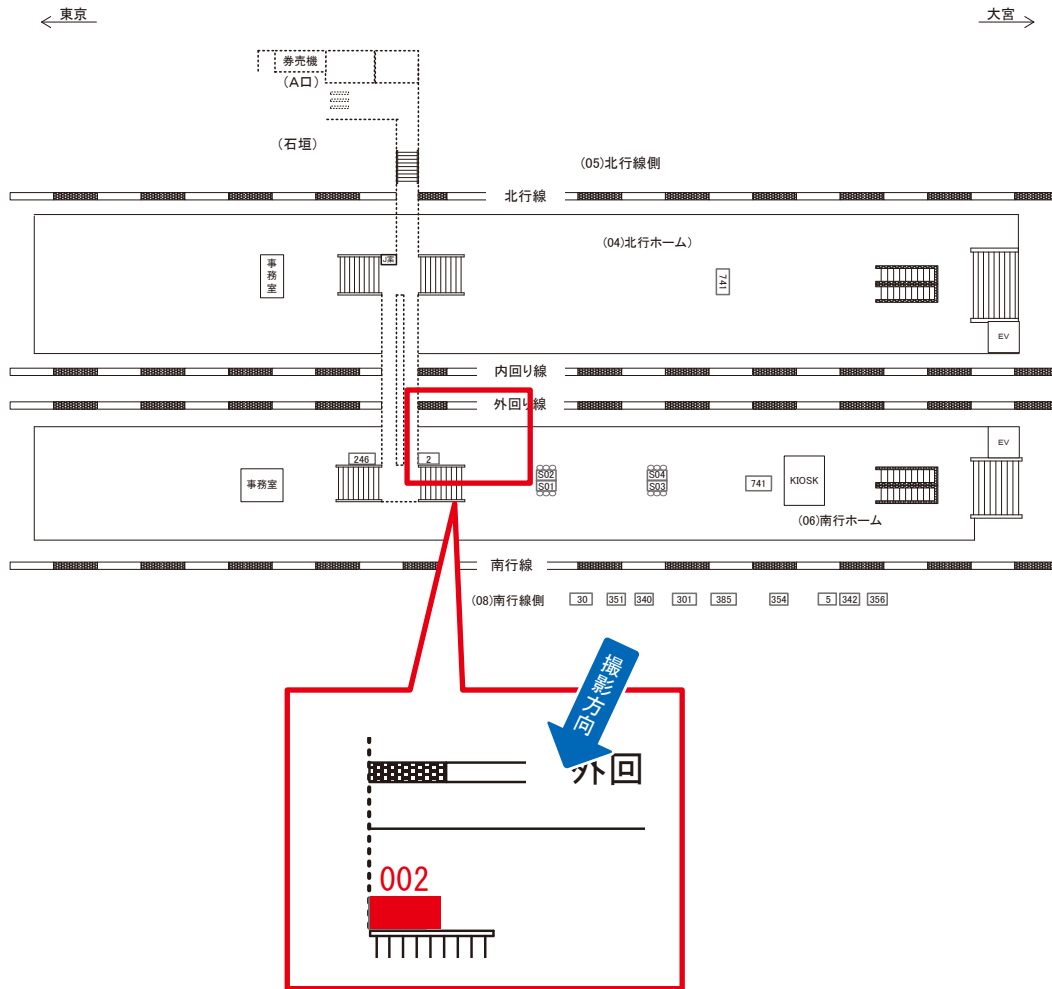 東京
大宮
券売機
(A口)
(石垣)
(05)北行線側
北行線
(04)北行ホーム)
事務室
J薬
741
EV
内回り線
外回り線
EV
246
2
事務室
S02
S01
S04
S03
741
KIOSK
(06)南行ホーム
南行線
(08)南行線側
30
351
340
301
385
354
5
342
356
撮影方向
外回
002